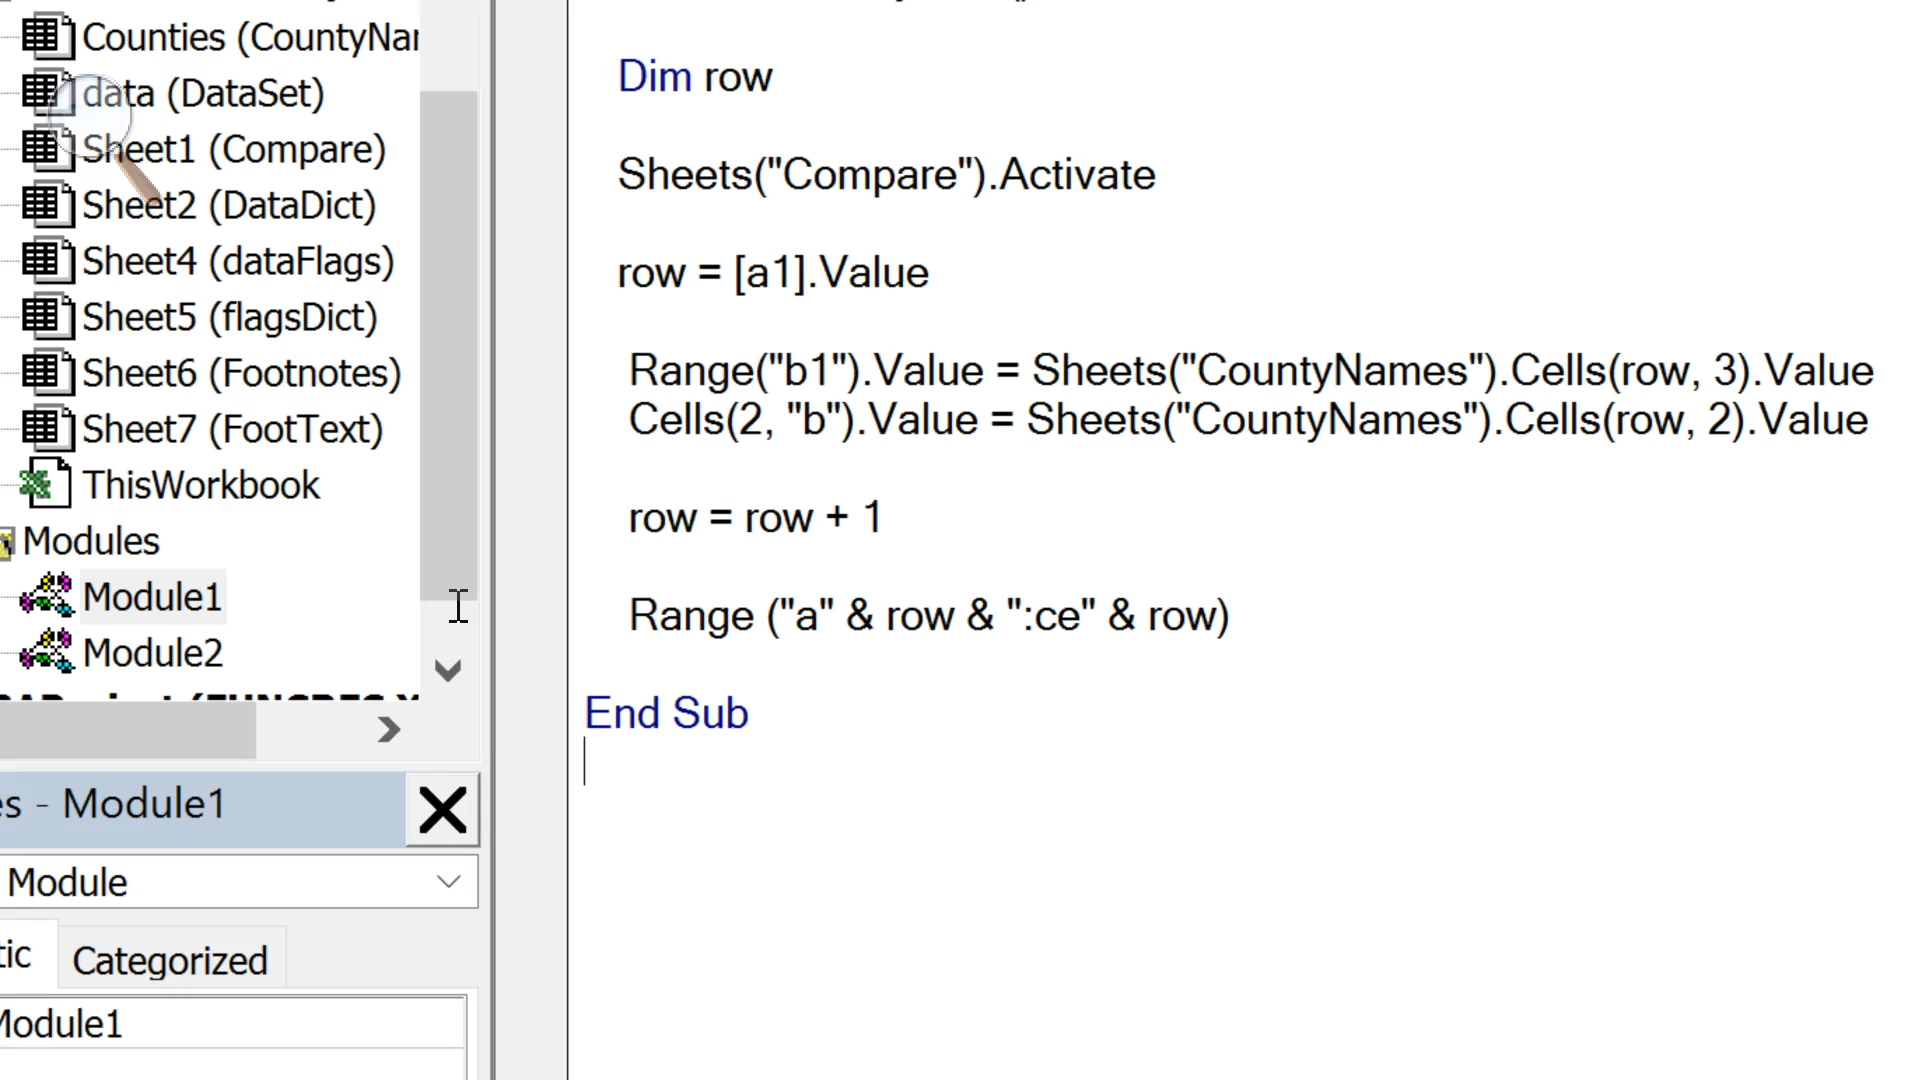 Counties (CountyNar
data (DataSet)
Sheet1 (Compare)
Sheet2 (DataDict)
Sheet4 (dataFlags)
Sheet5 (flagsDict)
Sheet6 (Footnotes)
Sheet7 (FootText)
ThisWorkbook
Modules
Module1
Module2
es - Module1
Module
tic
Categorized
Module1
Dim row
Sheets("Compare").Activate
row = [a1].Value
Range("b1").Value = Sheets("CountyNames").Cells(row, 3).Value
Cells(2, "b").Value = Sheets("CountyNames").Cells(row, 2).Value
row = row + 1
Range ("a" & row & ":ce" & row)
End Sub